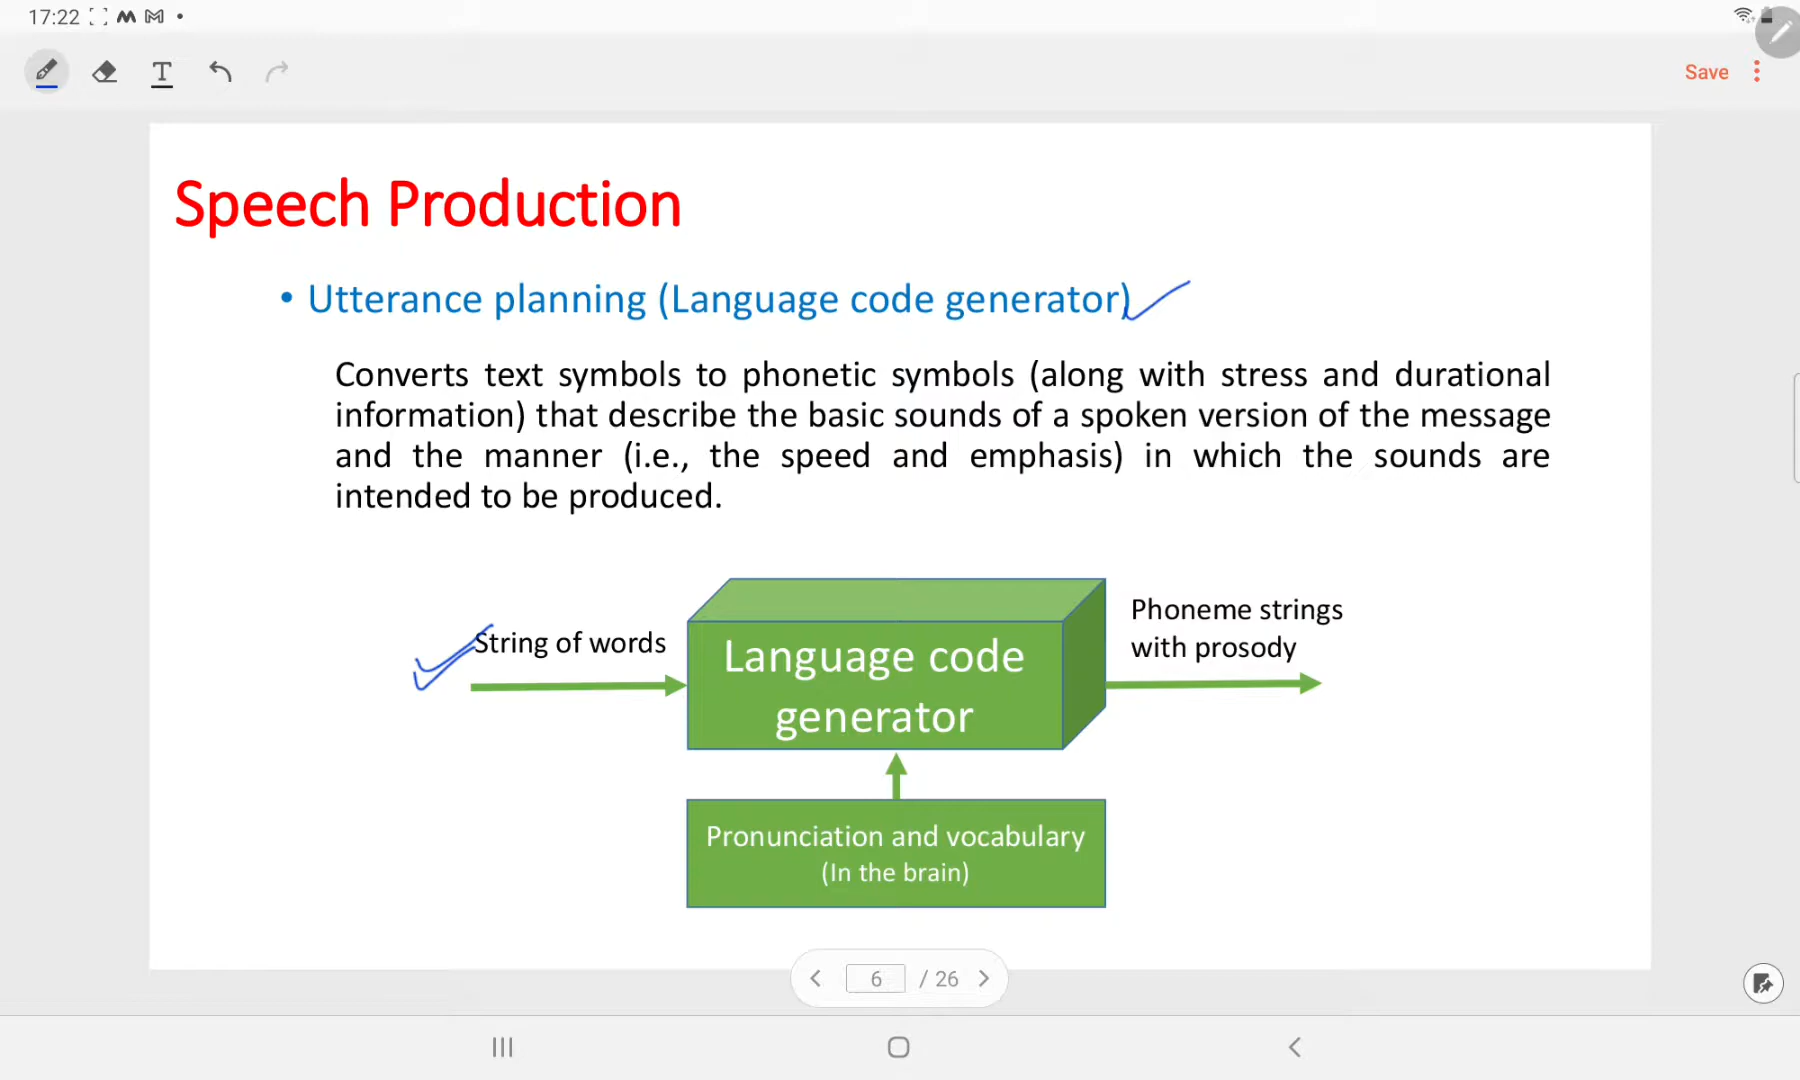 17:22
Save
Speech Production
• Utterance planning (Language code generator)
Converts text symbols to phonetic symbols (along with stress and durational
information) that describe the basic sounds of a spoken version of the message
and the manner (i.e., the speed and emphasis) in which the sounds are
intended to be produced.
String of words
Language code
generator
Phoneme strings
with prosody
Pronunciation and vocabulary
(In the brain)
6 / 26